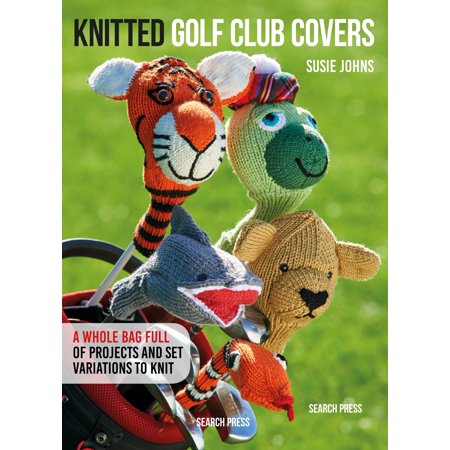 KNITTED GOLF CLUB COVERS
SUSIE JOHNS
A WHOLE BAG FULL
OF PROJECTS AND SET
VARIATIONS TO KNIT
SEARCH PRESS
SEARCH PRESS